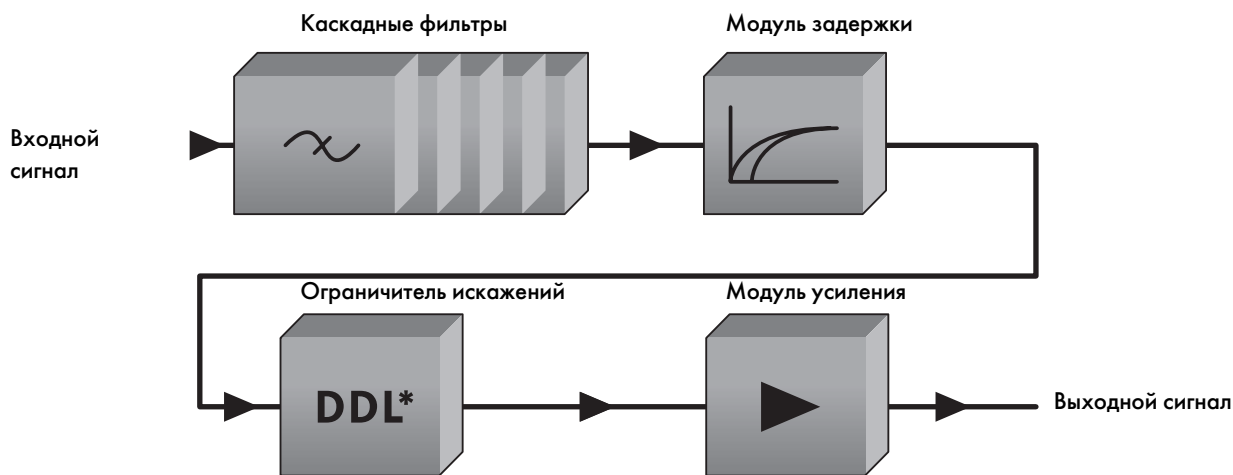 Каскадные фильтры
Модуль задержки
Входной
сигнал
Ограничитель искажений
Модуль усиления
DDL*
Выходной сигнал